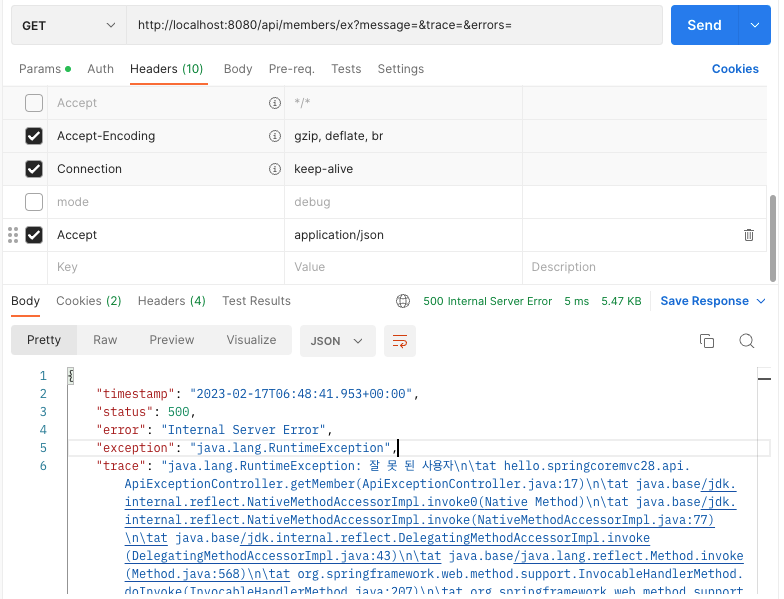 GET http://localhost:8080/api/members/ex?message=&trace=&errors= Send
Params Auth Headers (10) Body Pre-req. Tests Settings Cookies
Accept */*
Accept-Encoding gzip, deflate, br
Connection keep-alive
mode debug
Accept application/json
Key Value Description
Body Cookies (2) Headers (4) Test Results 500 Internal Server Error 5 ms 5.47 KB Save Response
Pretty Raw Preview Visualize JSON
1 {
2 "timestamp": "2023-02-17T06:48:41.953+00:00",
3 "status": 500,
4 "error": "Internal Server Error",
5 "exception": "java.lang.RuntimeException",
6 "trace": "java.lang.RuntimeException: 잘 못 된 사용자\n\tat hello.springcoremvc28.api.
ApiExceptionController.getMember(ApiExceptionController.java:17)\n\tat java.base/jdk.
internal.reflect.NativeMethodAccessorImpl.invoke0(Native Method)\n\tat java.base/jdk.
internal.reflect.NativeMethodAccessorImpl.invoke(NativeMethodAccessorImpl.java:77)
\n\tat java.base/jdk.internal.reflect.DelegatingMethodAccessorImpl.invoke
(DelegatingMethodAccessorImpl.java:43)\n\tat java.base/java.lang.reflect.Method.invoke
(Method.java:568)\n\tat org.springframework.web.method.support.InvocableHandlerMethod.
doInvoke(InvocableHandlerMethod.java:207)\n\tat org.springframework.web.method.support